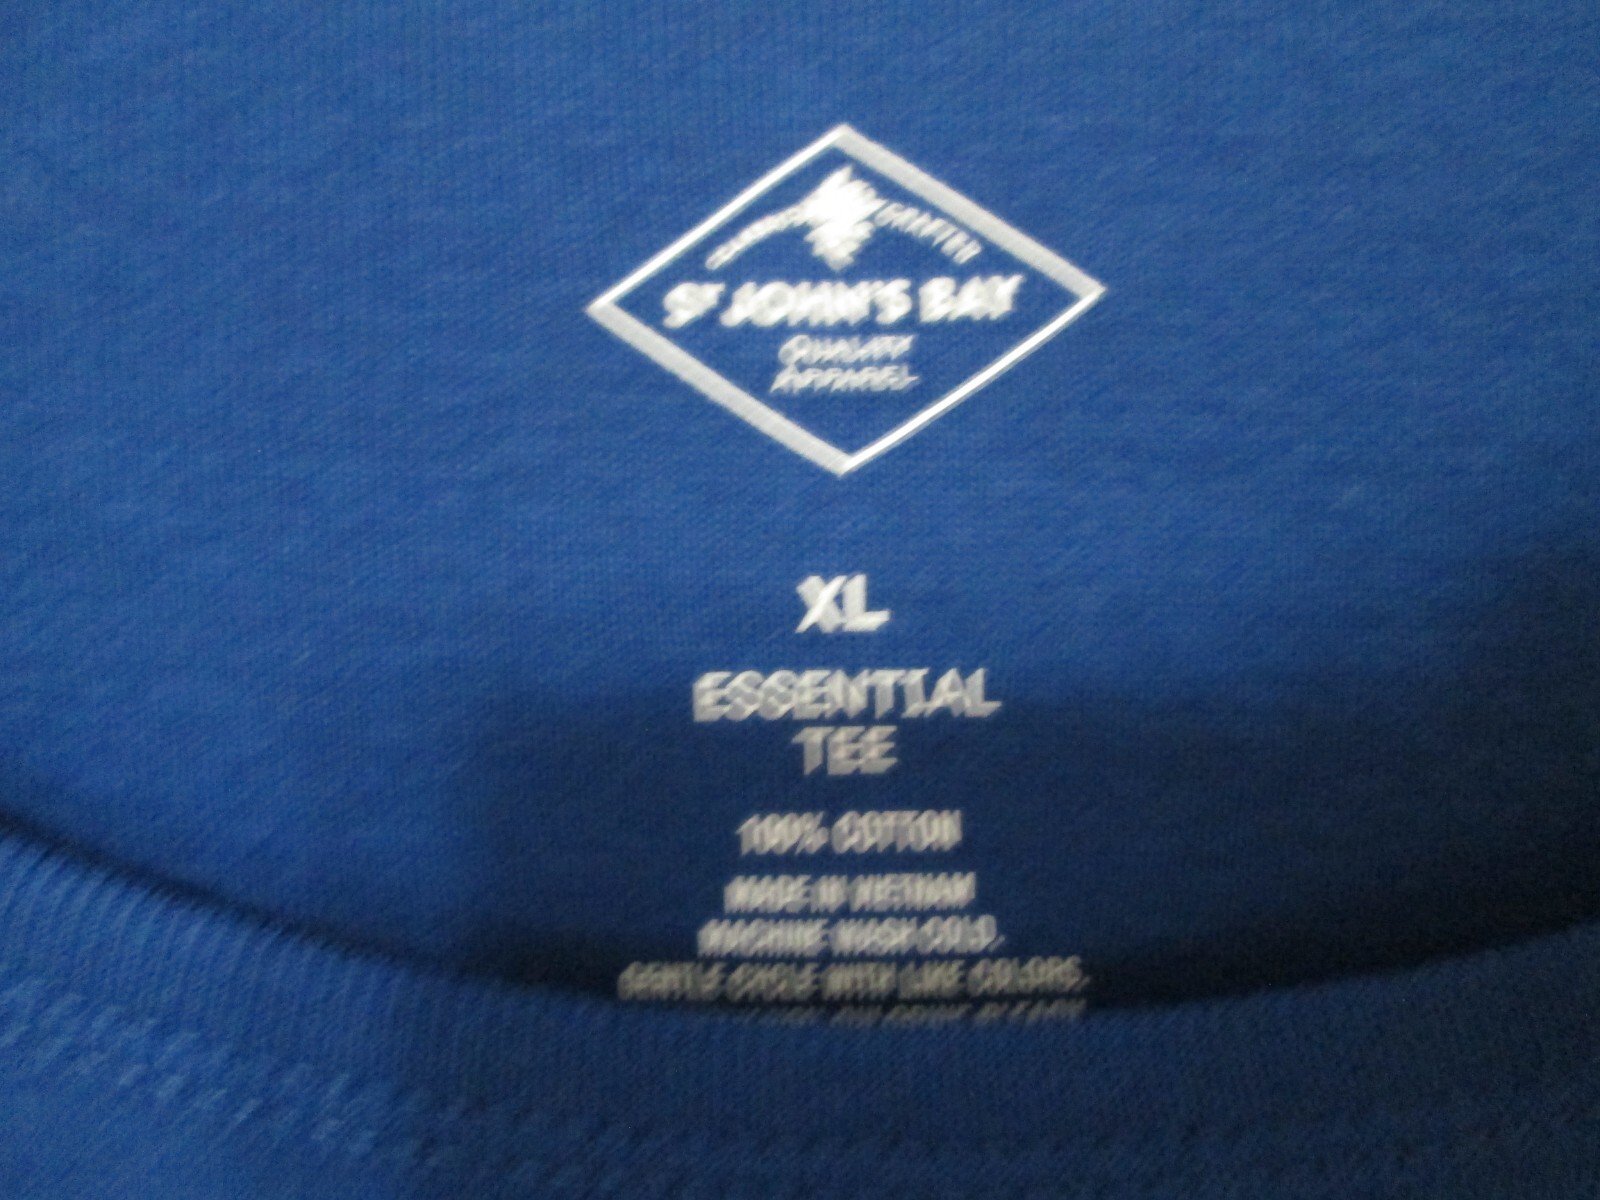 CRAFTED
ST JOHN'S BAY
QUALITY
APPAREL
XL
ESSENTIAL
TEE
100% COTTON
MADE IN VIETNAM
MACHINE WASH COLD.
GENTLE CYCLE WITH LIKE COLORS.